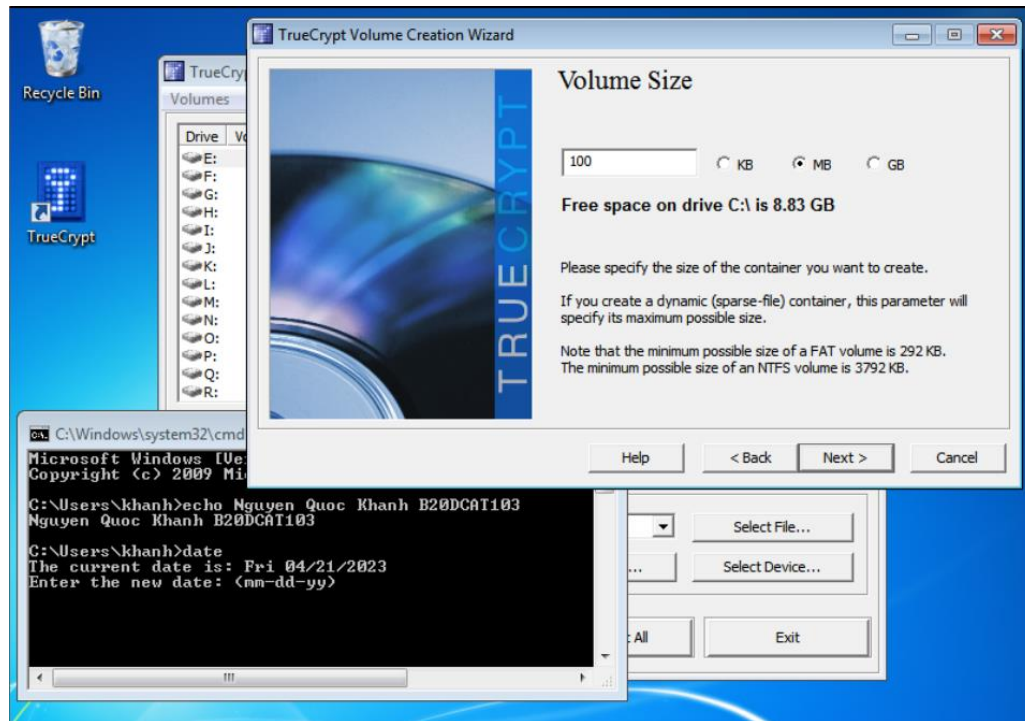 Recycle Bin
TrueCrypt
TrueCrypt Volume Creation Wizard
Volumes
Drive
E:
F:
G:
H:
I:
J:
K:
L:
M:
N:
O:
P:
Q:
R:
TRUECRYPT
Volume Size
100 KB MB GB
Free space on drive C:\ is 8.83 GB
Please specify the size of the container you want to create.
If you create a dynamic (sparse-file) container, this parameter will
specify its maximum possible size.
Note that the minimum possible size of a FAT volume is 292 KB.
The minimum possible size of an NTFS volume is 3792 KB.
Help < Back Next > Cancel
C:\Windows\system32\cmd
Microsoft Windows [Ve
Copyright (c) 2009 Mi
C:\Users\khanh>echo Nguyen Quoc Khanh B20DCAT103
Nguyen Quoc Khanh B20DCAT103
C:\Users\khanh>date
The current date is: Fri 04/21/2023
Enter the new date: (mm-dd-yy)
Select File...
... Select Device...
All Exit